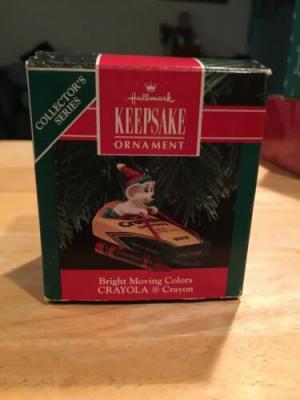 COLLECTOR'S
SERIES
Hallmark
KEEPSAKE
ORNAMENT
Bright Moving Colors
CRAYOLA ® Crayon